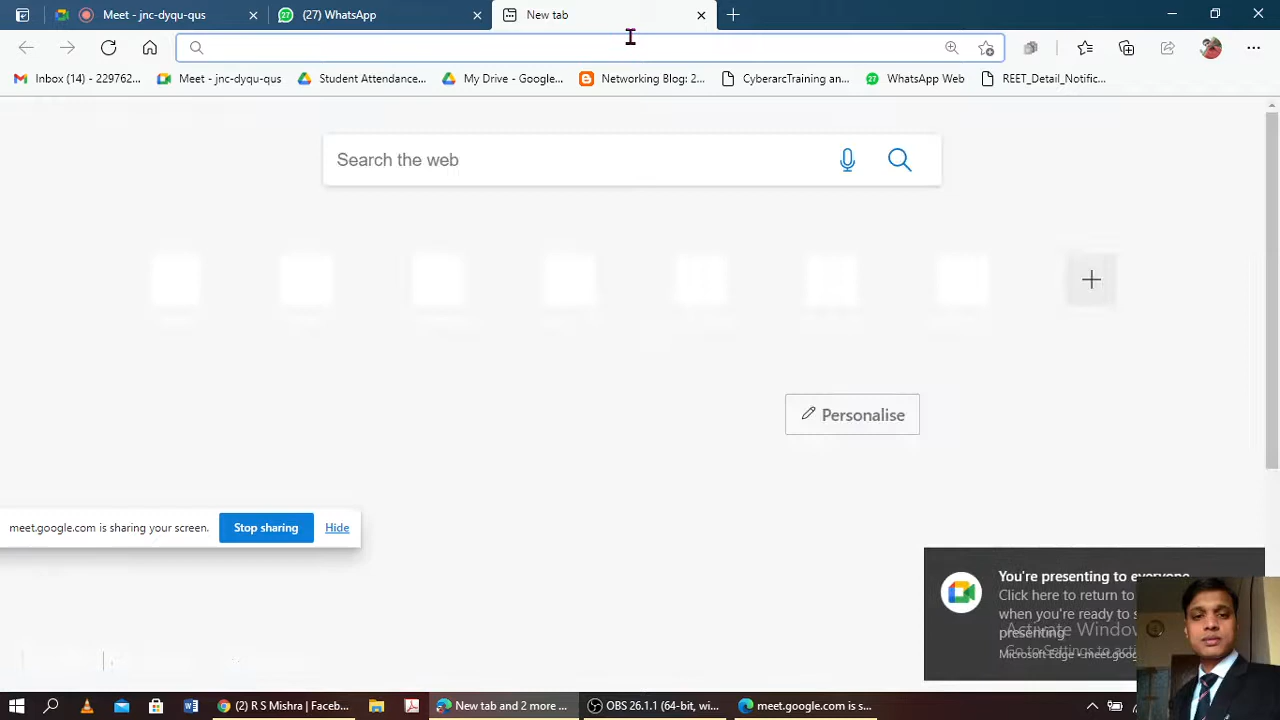 Meet - jnc-dyqu-qus
(27) WhatsApp
New tab
Inbox (14) - 229762...
Meet - jnc-dyqu-qus
Student Attendance...
My Drive - Google...
Networking Blog: 2...
CyberarcTraining an...
WhatsApp Web
REET_Detail_Notific...
Search the web
Personalise
meet.google.com is sharing your screen.
Stop sharing
Hide
You're presenting to everyone
Click here to return to
when you're ready to s
presenting
Microsoft Edge • meet.goog
Activate Windo
Go to Settings to acti
(2) R S Mishra | Faceb...
New tab and 2 more ...
OBS 26.1.1 (64-bit, wi...
meet.google.com is s...